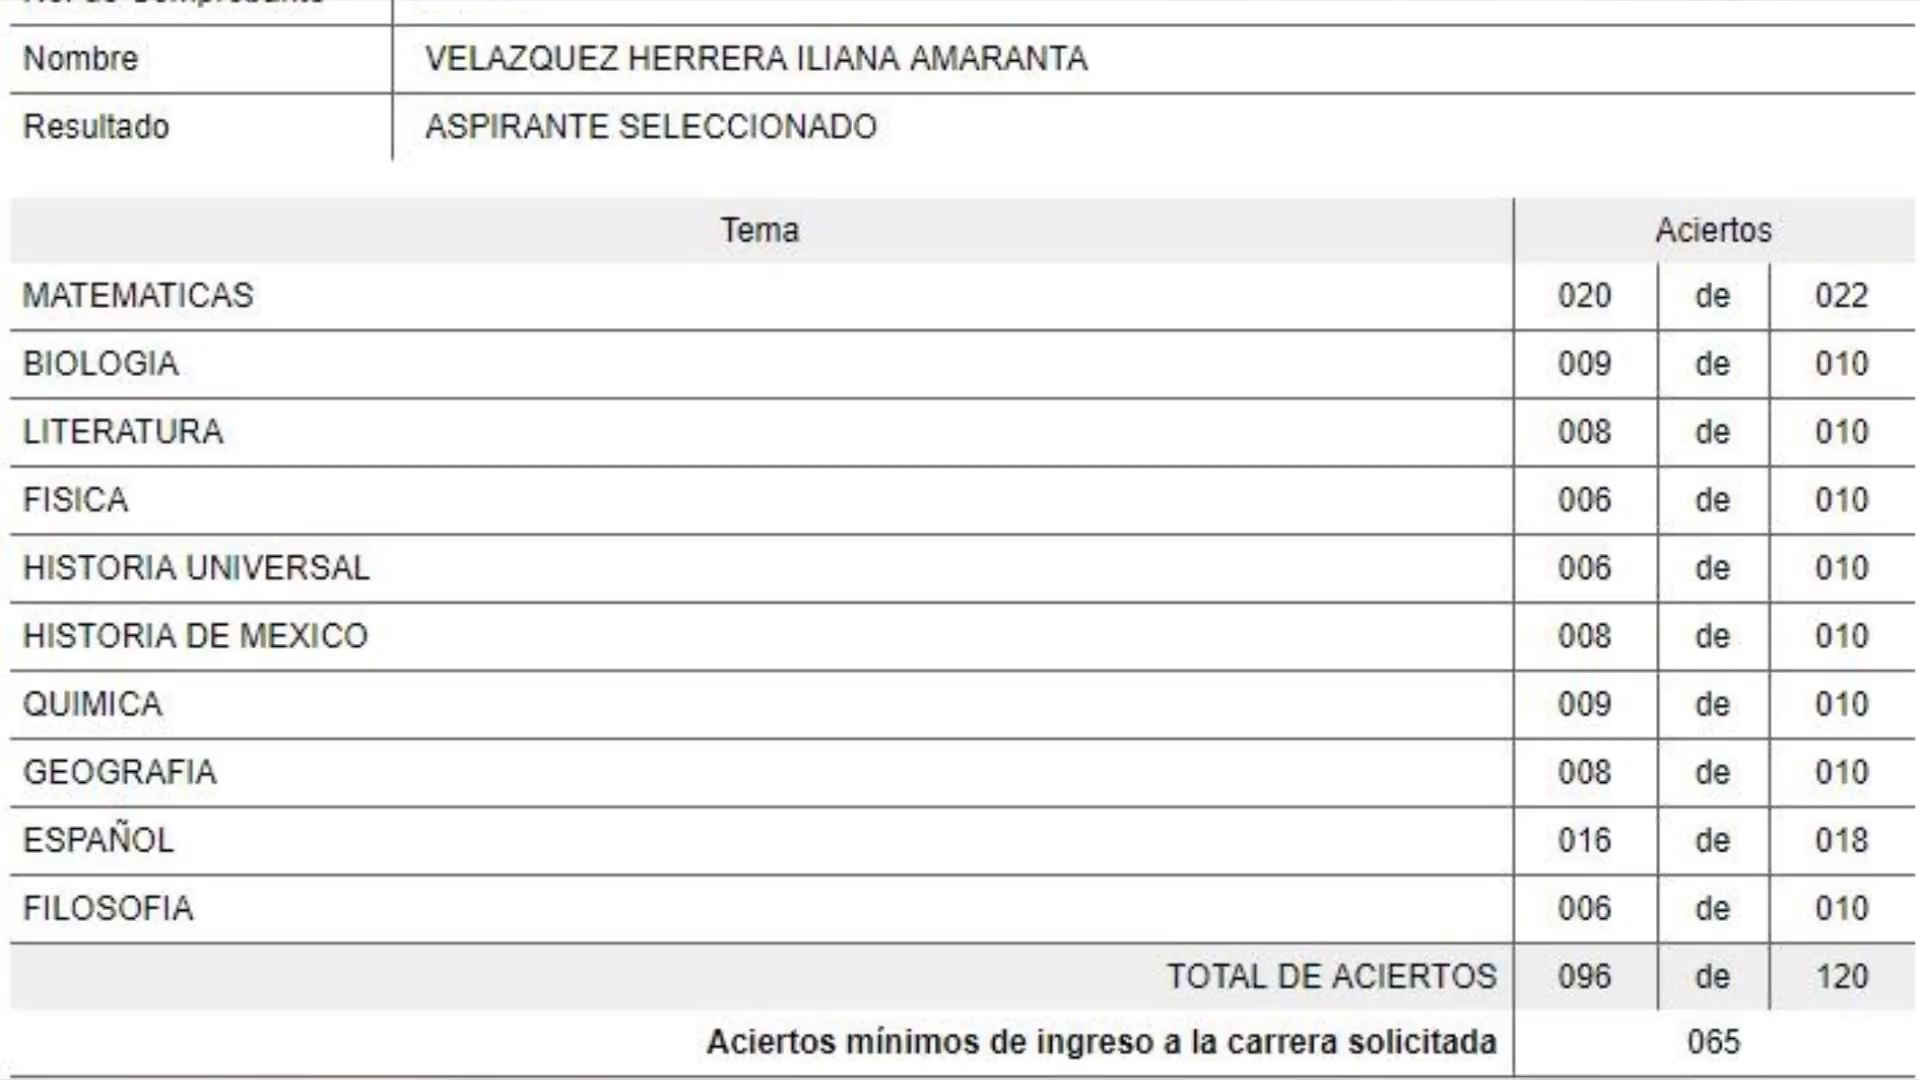 Nombre VELAZQUEZ HERRERA ILIANA AMARANTA
Resultado ASPIRANTE SELECCIONADO
Tema Aciertos
MATEMATICAS 020 de 022
BIOLOGIA 009 de 010
LITERATURA 008 de 010
FISICA 006 de 010
HISTORIA UNIVERSAL 006 de 010
HISTORIA DE MEXICO 008 de 010
QUIMICA 009 de 010
GEOGRAFIA 008 de 010
ESPAÑOL 016 de 018
FILOSOFIA 006 de 010
TOTAL DE ACIERTOS 096 de 120
Aciertos mínimos de ingreso a la carrera solicitada 065